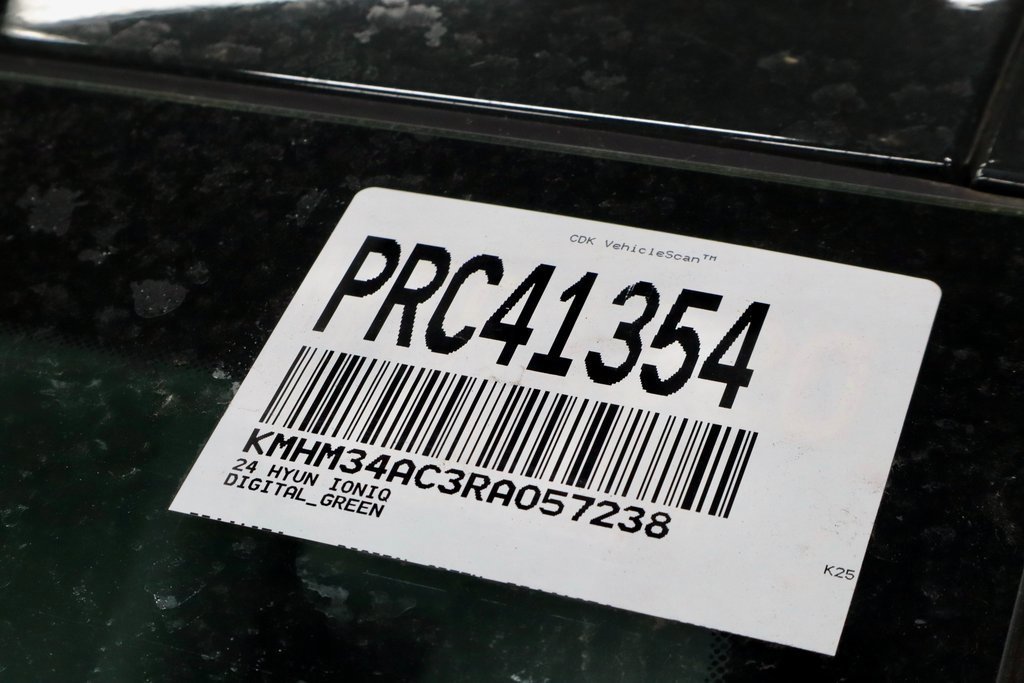 CDK VehicleScan™
PRC41354
KMHM34AC3RA057238
24 HYUN IONIQ
DIGITAL_GREEN
K25